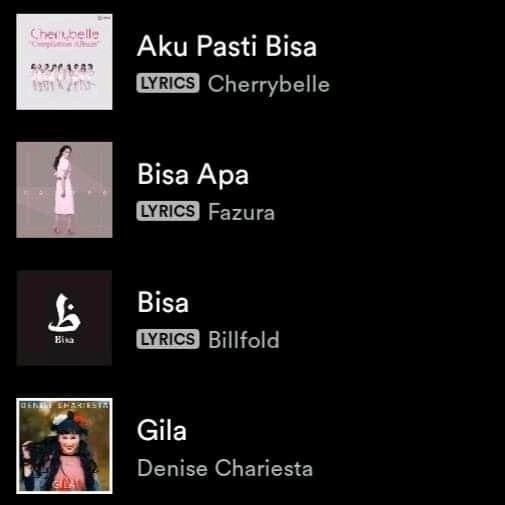 Cherrybelle
"Compilation Album"
Aku Pasti Bisa
LYRICS Cherrybelle
Bisa Apa
LYRICS Fazura
ظ
Bisa
Bisa
LYRICS Billfold
DENISE CHARIESTA
GILA
Gila
Denise Chariesta